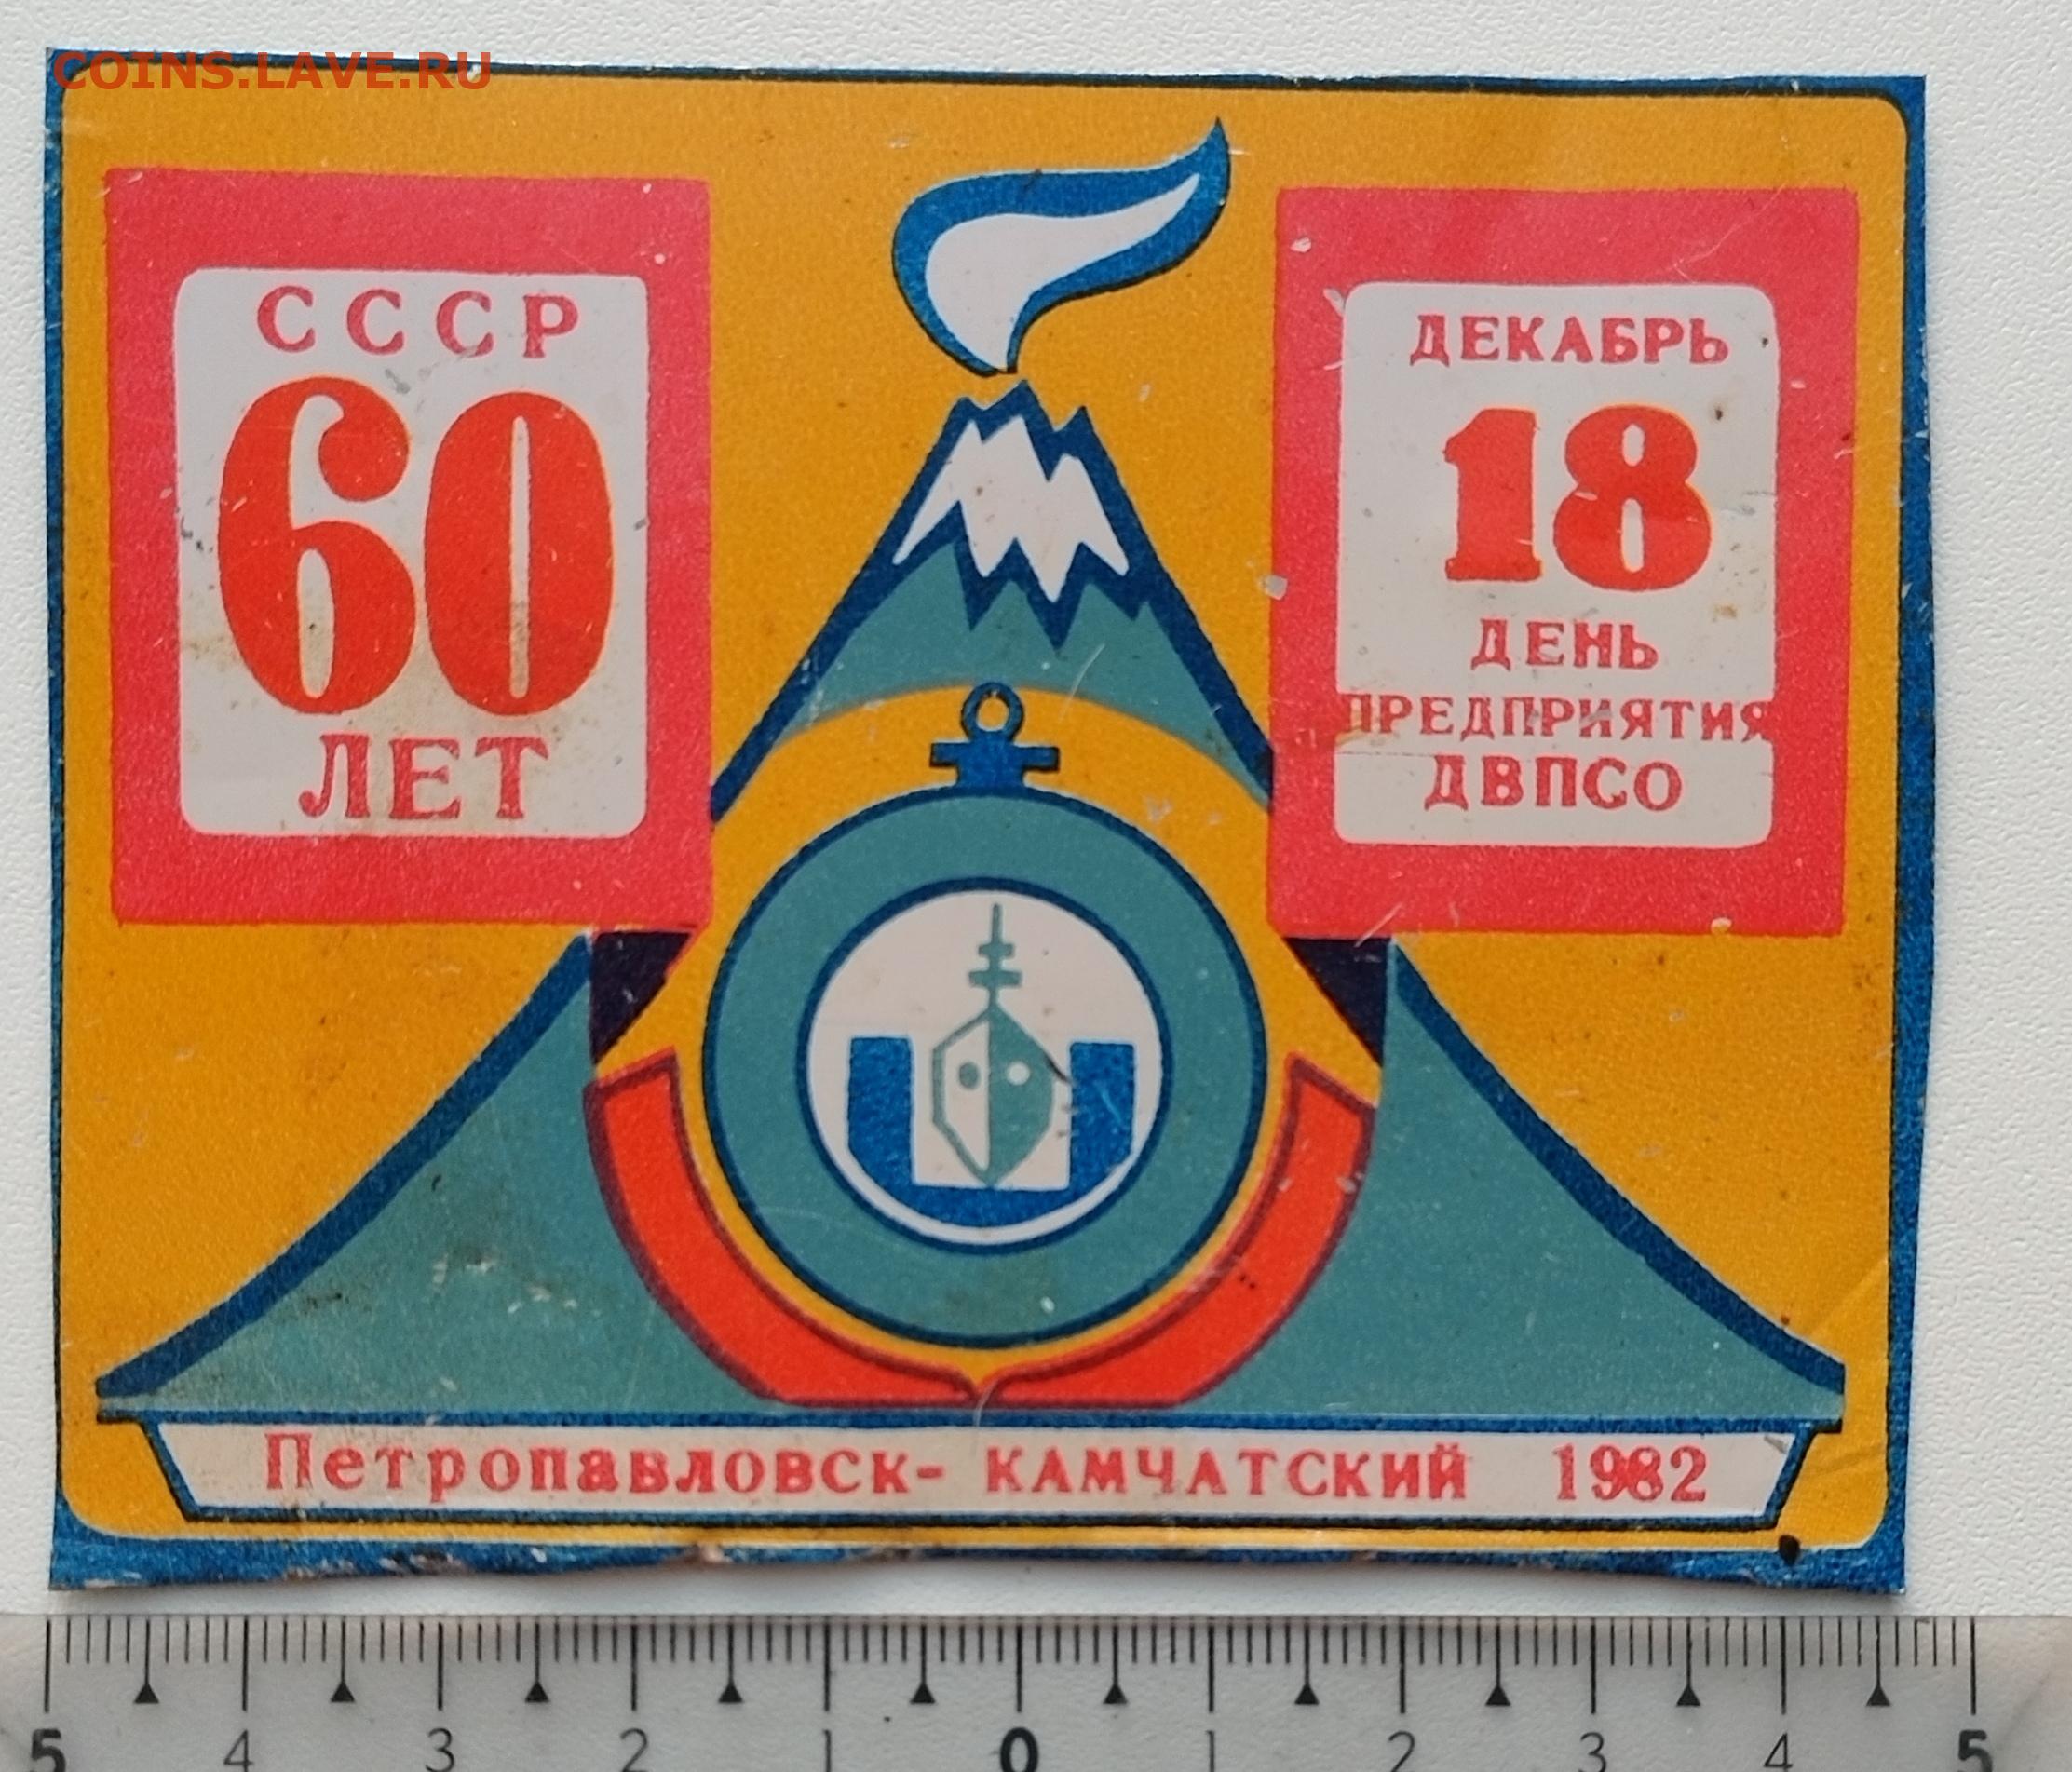 COINS.LAVE.RU
СССР
60
ЛЕТ
ДЕКАБРЬ
18
ДЕНЬ
ПРЕДПРИЯТИЯ
ДВПСО
Петропавловск- КАМЧАТСКИЙ 1982
5 4 3 2 1 0 1 2 3 4 5